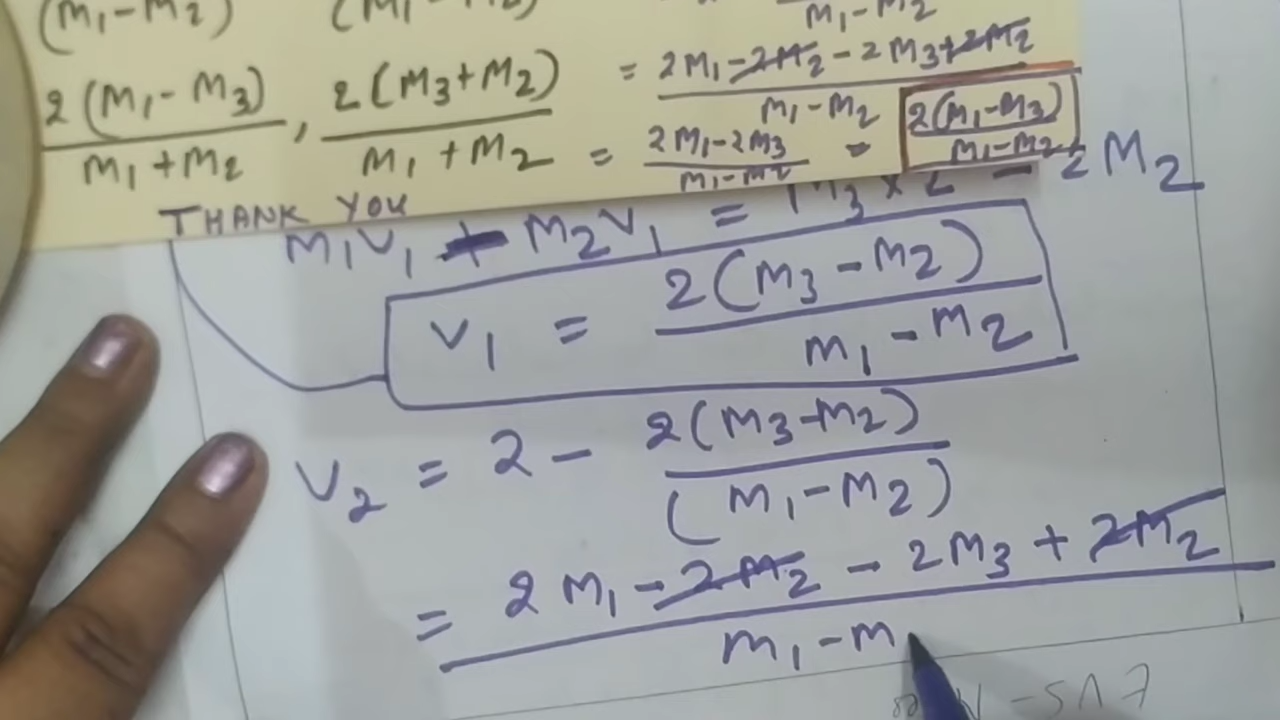 (M₁-M₂) (M₁-M₂) M₁-M₂
2(M₁-M₃)/M₁+M₂ , 2(M₃+M₂)/M₁+M₂
= 2M₁-2M₂-2M₃+2M₂/M₁-M₂
= 2M₁-2M₃/M₁-M₂ = 2(M₁-M₃)/M₁-M₂
THANK YOU
M₁V₁ + M₂V₁ = M₃×2 - 2M₂
V₁ = 2(M₃-M₂)/M₁-M₂
V₂ = 2 - 2(M₃-M₂)/(M₁-M₂)
= 2M₁-2M₂-2M₃+2M₂/M₁-M